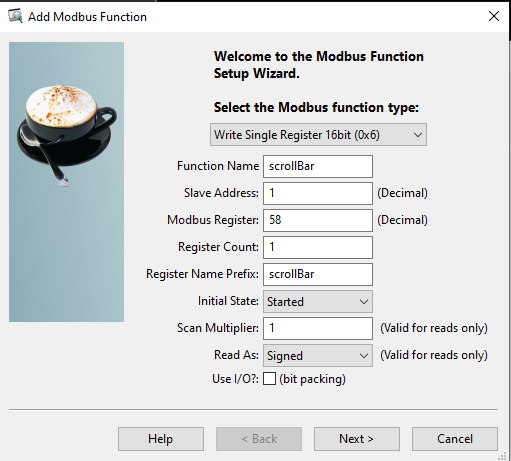 Add Modbus Function
Welcome to the Modbus Function
Setup Wizard.
Select the Modbus function type:
Write Single Register 16bit (0x6)
Function Name scrollBar
Slave Address: 1 (Decimal)
Modbus Register: 58 (Decimal)
Register Count: 1
Register Name Prefix: scrollBar
Initial State: Started
Scan Multiplier: 1 (Valid for reads only)
Read As: Signed (Valid for reads only)
Use I/O?: (bit packing)
Help < Back Next > Cancel